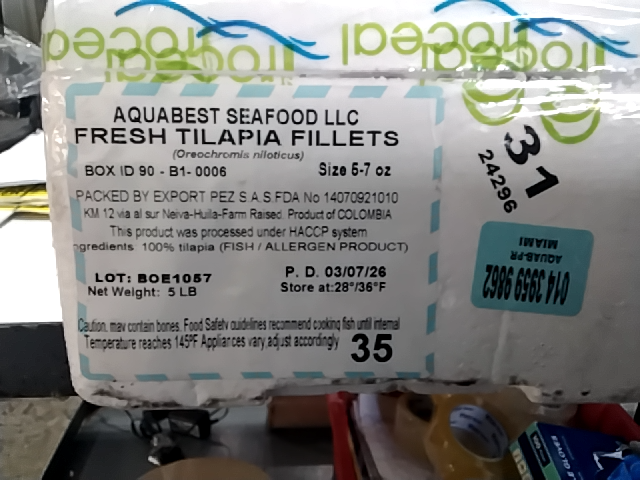 AQUABEST SEAFOOD LLC
FRESH TILAPIA FILLETS
(Oreochromis niloticus)
BOX ID 90 - B1- 0006 Size 5-7 oz
PACKED BY EXPORT PEZ S.A.S.FDA No 14070921010
KM 12 via al sur Neiva-Huila-Farm Raised. Product of COLOMBIA
This product was processed under HACCP system
ngredients: 100% tilapia (FISH / ALLERGEN PRODUCT)
LOT: BOE1057 P. D. 03/07/26
Net Weight: 5 LB Store at:28°/36°F
Caution, may contain bones. Food Safety guidelines recommend cooking fish until internal
Temperature reaches 145ºF Appliances vary adjust accordingly 35
31
24296
014 3959 9862
AQUAB-PR
MIAMI